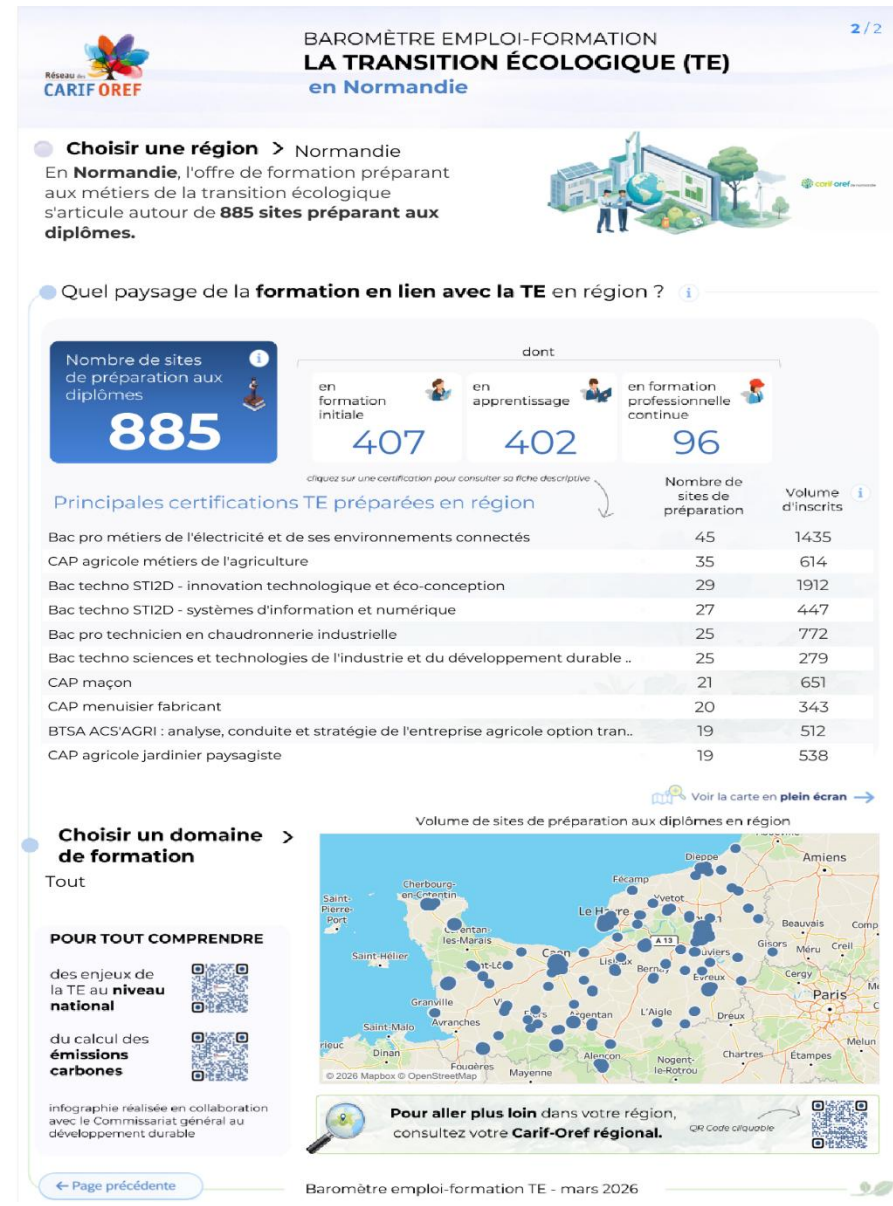 2/2
BAROMÈTRE EMPLOI-FORMATION
LA TRANSITION ÉCOLOGIQUE (TE)
en Normandie
Réseau des
CARIF OREF
Choisir une région > Normandie
En Normandie, l'offre de formation préparant
aux métiers de la transition écologique
s'articule autour de 885 sites préparant aux
diplômes.
carif oref
Quel paysage de la formation en lien avec la TE en région ? i
Nombre de sites
de préparation aux
diplômes
885
dont
en
formation
initiale
407
en
apprentissage
402
en formation
professionnelle
continue
96
cliquez sur une certification pour consulter sa fiche descriptive
Principales certifications TE préparées en région
Nombre de
sites de
préparation
Volume
d'inscrits
Bac pro métiers de l'électricité et de ses environnements connectés 45 1435
CAP agricole métiers de l'agriculture 35 614
Bac techno STI2D - innovation technologique et éco-conception 29 1912
Bac techno STI2D - systèmes d'information et numérique 27 447
Bac pro technicien en chaudronnerie industrielle 25 772
Bac techno sciences et technologies de l'industrie et du développement durable .. 25 279
CAP maçon 21 651
CAP menuisier fabricant 20 343
BTSA ACS'AGRI : analyse, conduite et stratégie de l'entreprise agricole option tran.. 19 512
CAP agricole jardinier paysagiste 19 538
Voir la carte en plein écran →
Choisir un domaine >
de formation
Tout
Volume de sites de préparation aux diplômes en région
Dieppe
Amiens
Cherbourg-
en-Cotentin
Fécamp
Saint-
Pierre-
Port
Yvetot
Le Havre
Beauvais
Comp
les-Marais
A 13
Saint-Hélier
Caen
Gisors
Méru
Creil
Bernay
Evreux
Cergy
Granville
Paris
L'Aigle
Dreux
Argentan
Saint-Malo
Avranches
Melun
rieuc
Dinan
Fougères
Mayenne
Alençon
Nogent-
le-Rotrou
Chartres
Étampes
© 2026 Mapbox © OpenStreetMap
POUR TOUT COMPRENDRE
des enjeux de
la TE au niveau
national
du calcul des
émissions
carbones
infographie réalisée en collaboration
avec le Commissariat général au
développement durable
Pour aller plus loin dans votre région,
consultez votre Carif-Oref régional.
QR Code cliquable
← Page précédente
Baromètre emploi-formation TE - mars 2026